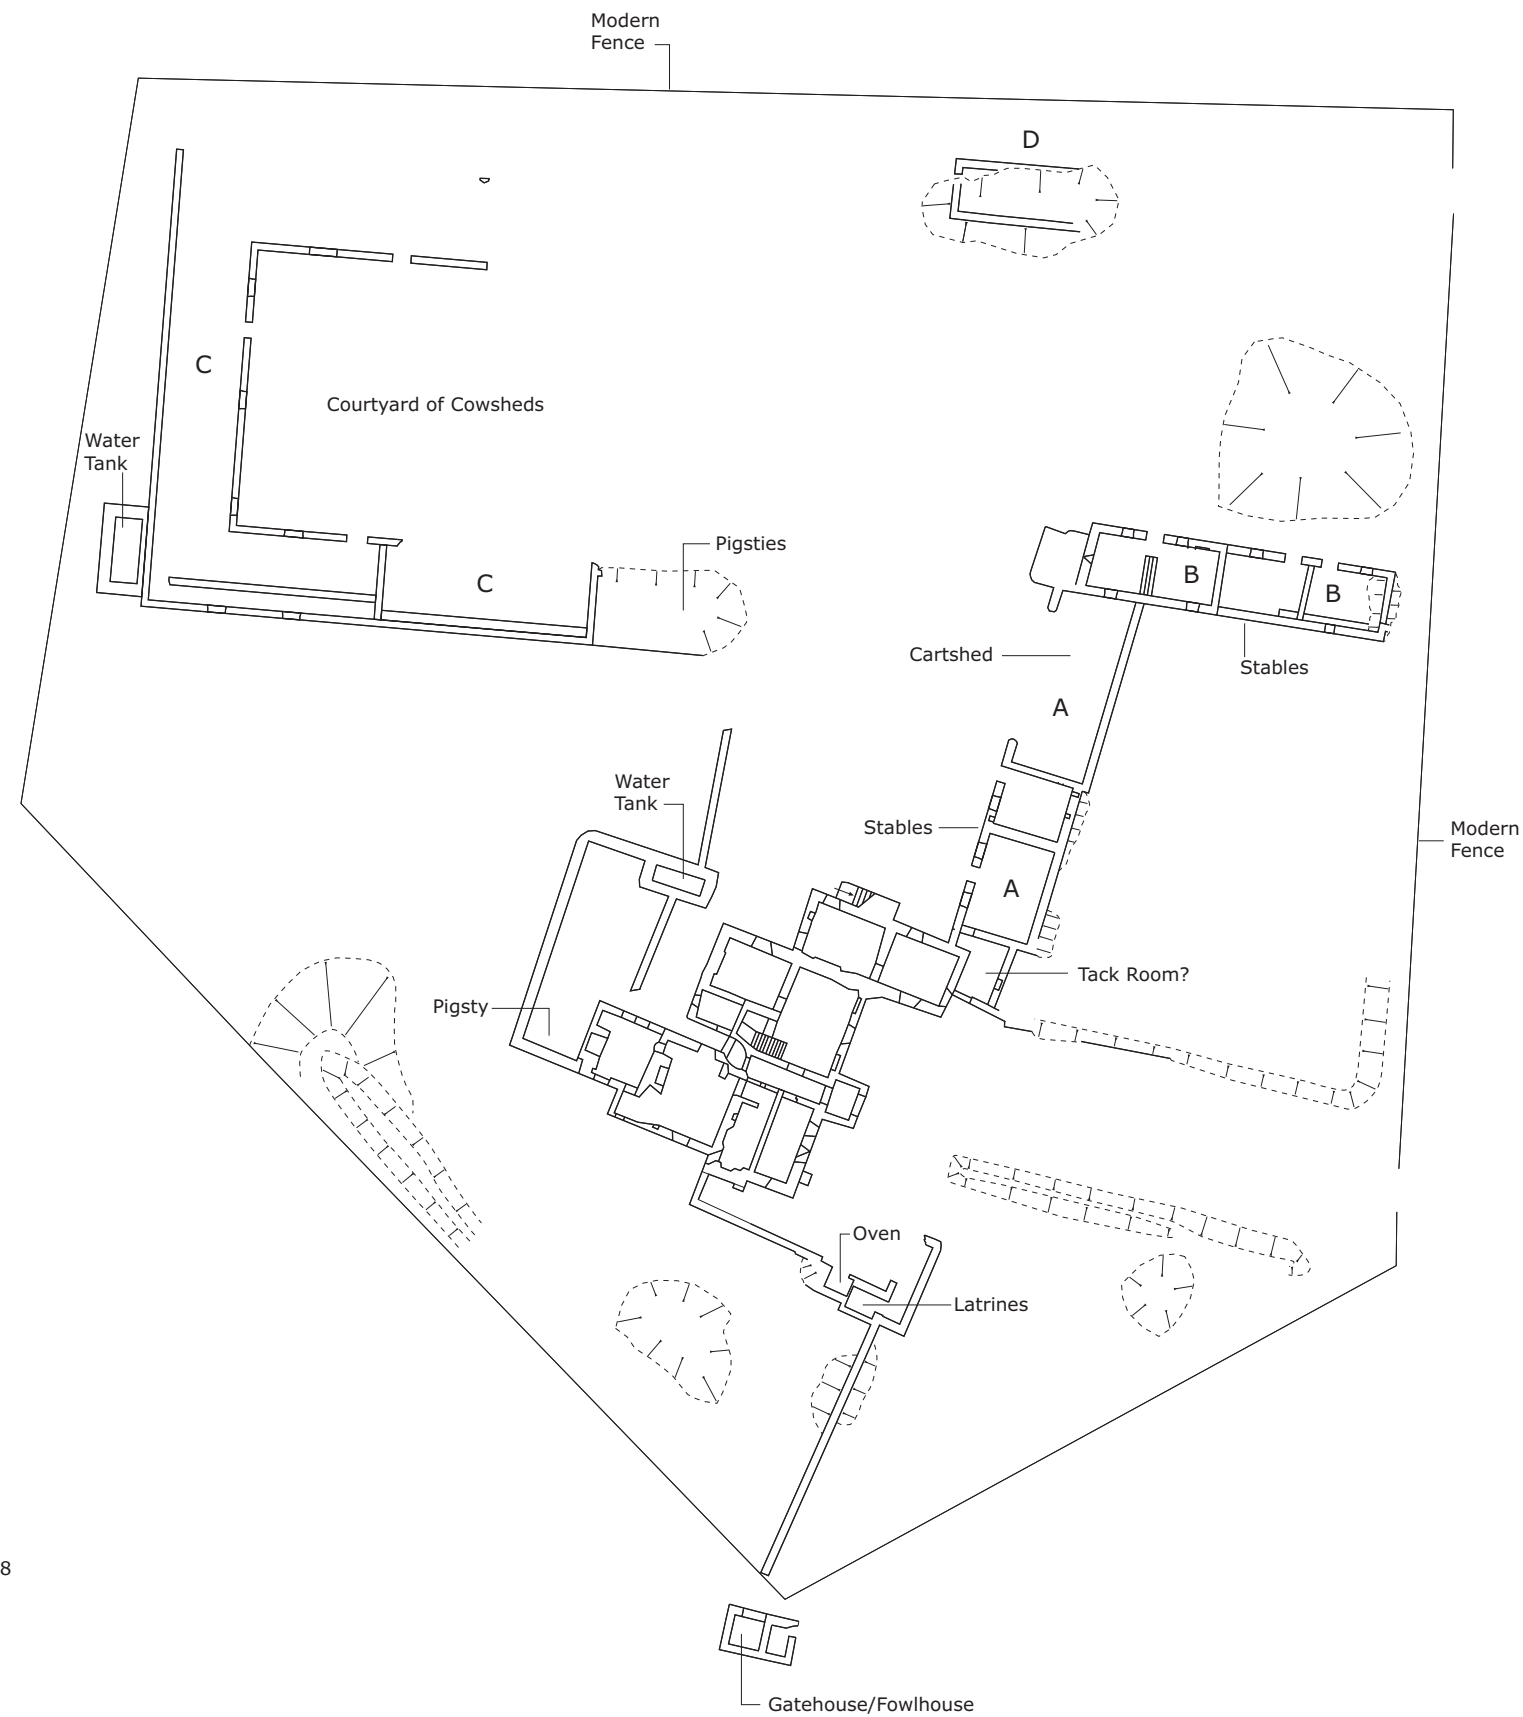 Modern
Fence
D
C
Courtyard of Cowsheds
Water
Tank
Pigsties
C
B
B
Cartshed
Stables
A
Water
Tank
Stables
Modern
Fence
A
Tack Room?
Pigsty
Oven
Latrines
8
Gatehouse/Fowlhouse